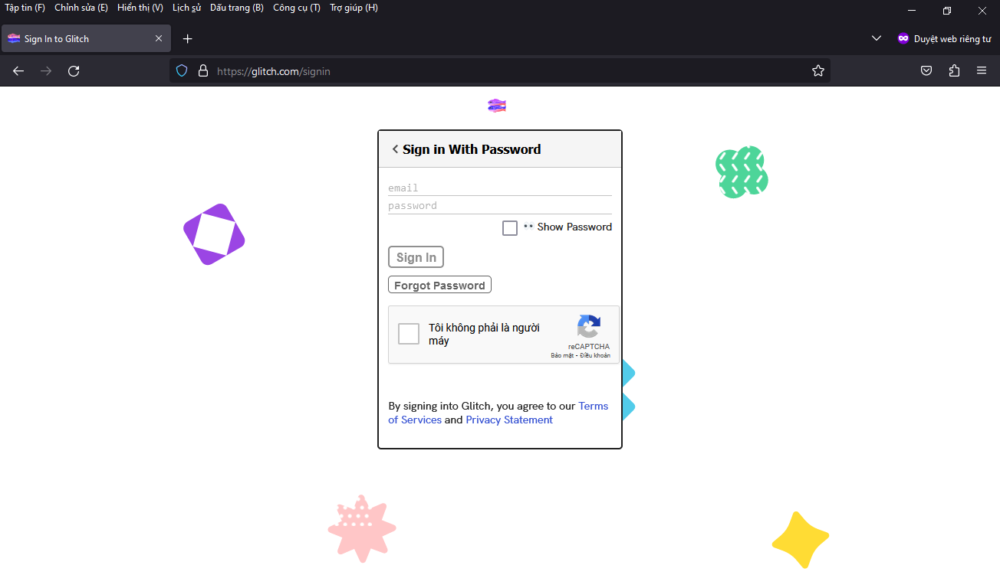 Tập tin (F) Chỉnh sửa (E) Hiển thị (V) Lịch sử Dấu trang (B) Công cụ (T) Trợ giúp (H)
Sign In to Glitch
Duyệt web riêng tư
https://glitch.com/signin
Sign in With Password
email
password
Show Password
Sign In
Forgot Password
Tôi không phải là người
máy
reCAPTCHA
Bảo mật - Điều khoản
By signing into Glitch, you agree to our Terms
of Services and Privacy Statement